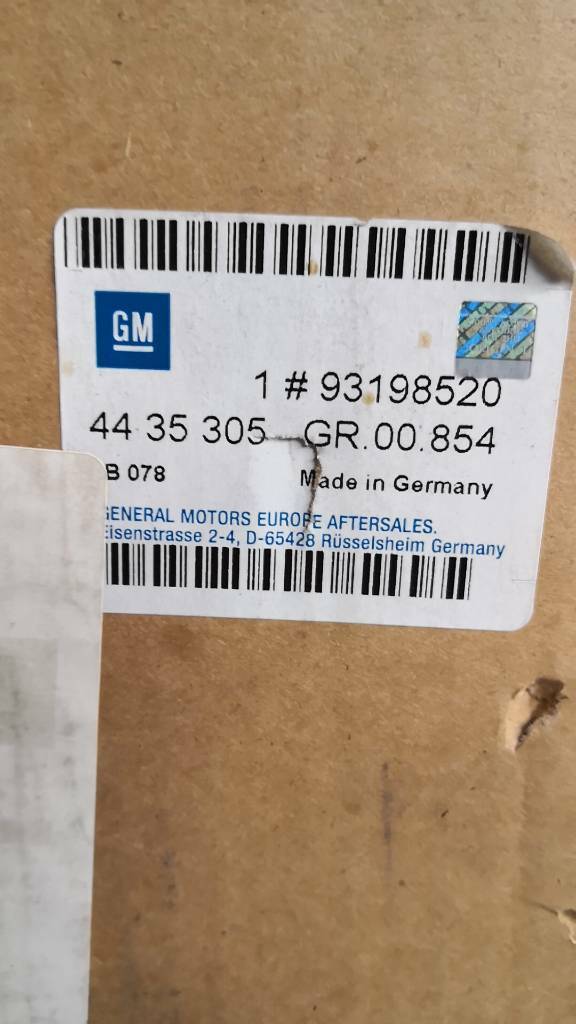 GM
1 # 93198520
44 35 305 GR.00.854
B 078 Made in Germany
GENERAL MOTORS EUROPE AFTERSALES.
Eisenstrasse 2-4, D-65428 Rüsselsheim Germany